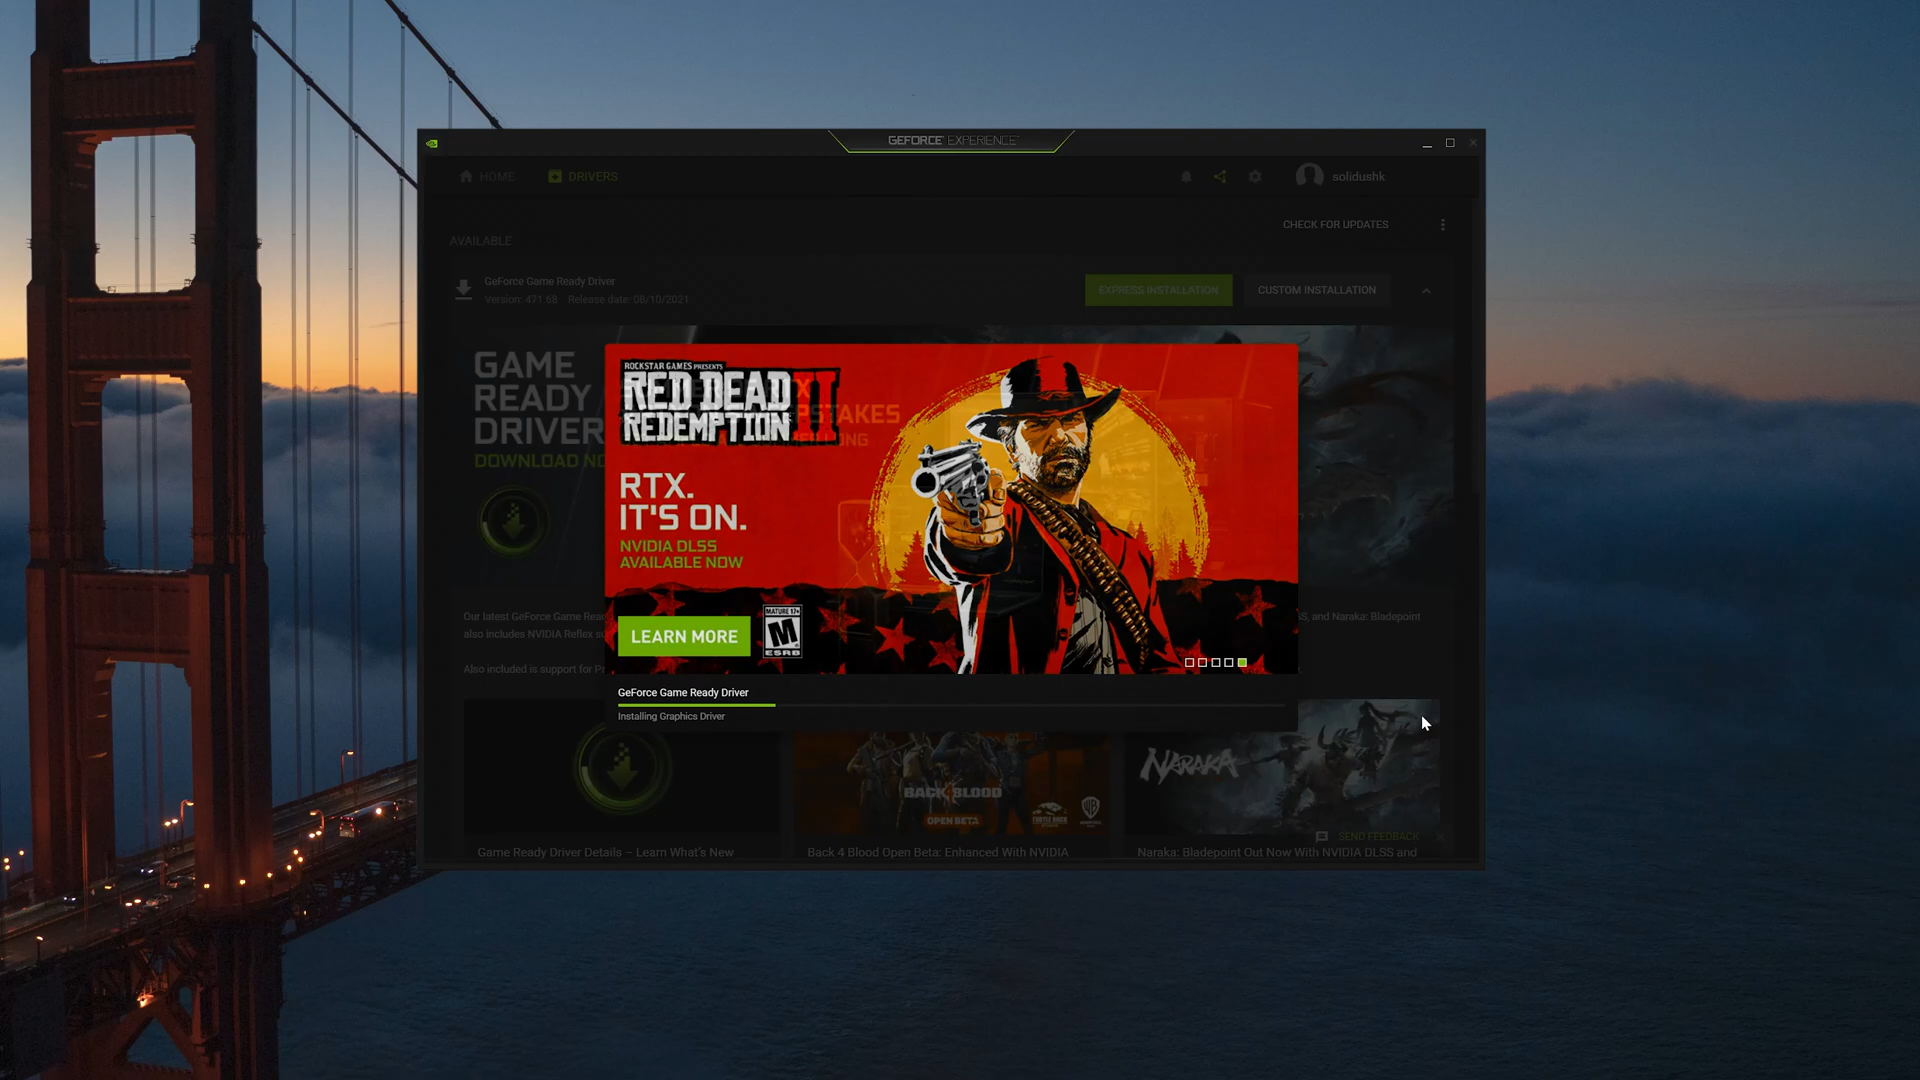 GEFORCE EXPERIENCE
HOME
DRIVERS
solidushk
CHECK FOR UPDATES
AVAILABLE
GeForce Game Ready Driver
Version: 471.68 Release date: 08/10/2021
EXPRESS INSTALLATION
CUSTOM INSTALLATION
GAME
READY
DRIVER
DOWNLOAD NO
ROCKSTAR GAMES PRESENTS
RED DEAD
REDEMPTION II
RTX.
IT'S ON.
NVIDIA DLSS
AVAILABLE NOW
LEARN MORE
MATURE 17+
M
ESRB
Our latest GeForce Game Rea
S, and Naraka: Bladepoint
also includes NVIDIA Reflex su
Also included is support for
GeForce Game Ready Driver
Installing Graphics Driver
BACK 4 BLOOD
OPEN BETA
TURTLE ROCK
NARAKA
SEND FEEDBACK
Game Ready Driver Details – Learn What's New
Back 4 Blood Open Beta: Enhanced With NVIDIA
Naraka: Bladepoint Out Now With NVIDIA DLSS and